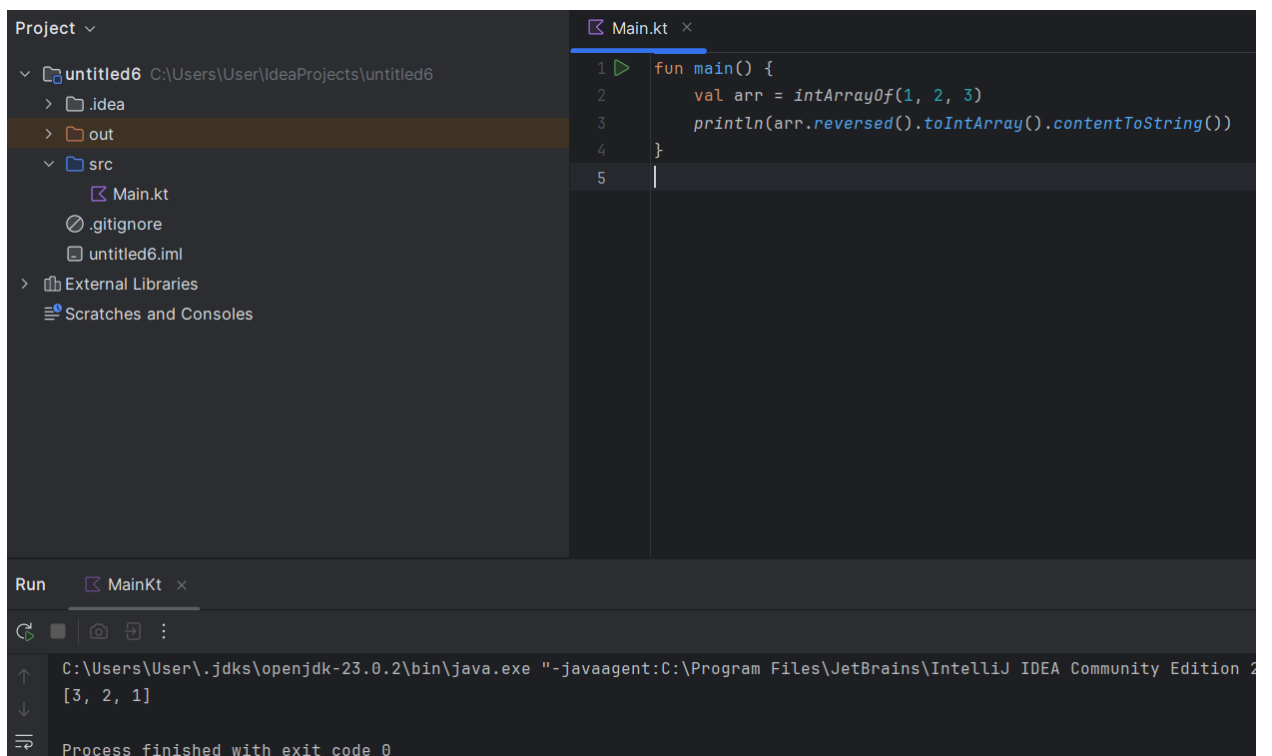 Project
untitled6 C:\Users\User\IdeaProjects\untitled6
.idea
out
src
Main.kt
.gitignore
untitled6.iml
External Libraries
Scratches and Consoles
Main.kt
1 fun main() {
2     val arr = intArrayOf(1, 2, 3)
3     println(arr.reversed().toIntArray().contentToString())
4 }
5
Run MainKt
C:\Users\User\.jdks\openjdk-23.0.2\bin\java.exe "-javaagent:C:\Program Files\JetBrains\IntelliJ IDEA Community Edition 2
[3, 2, 1]
Process finished with exit code 0